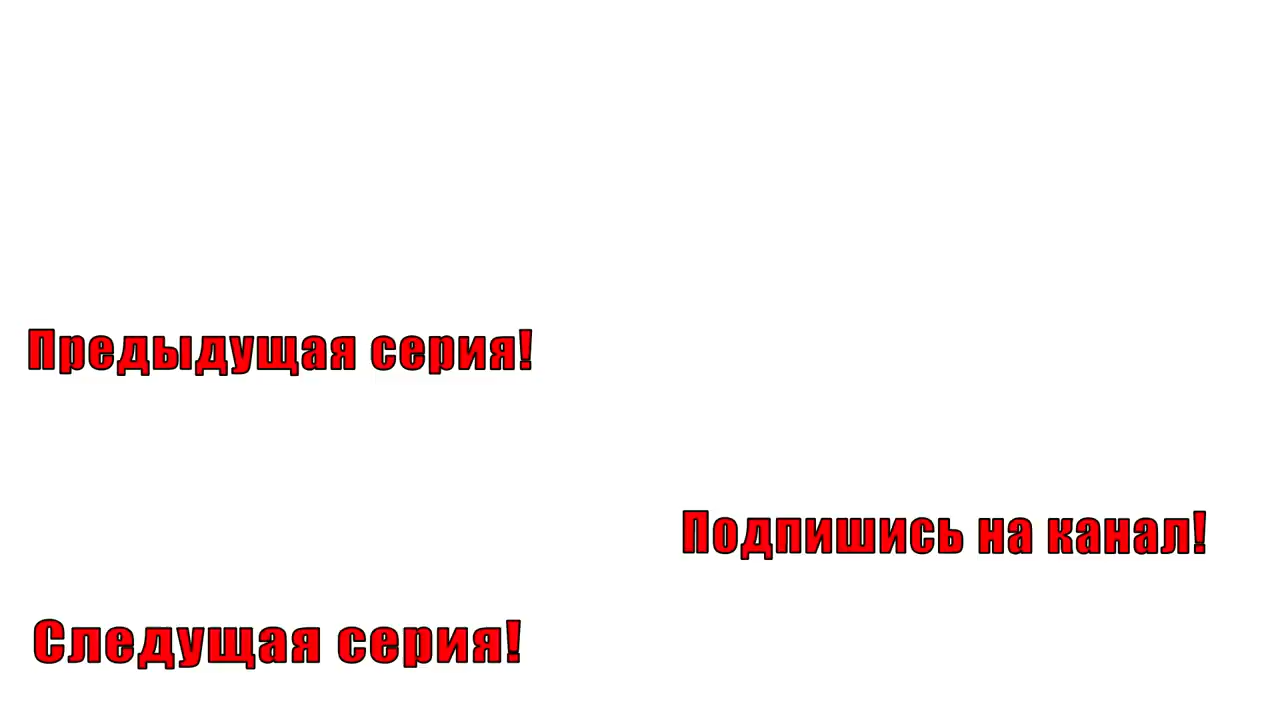 Предыдущая серия!
Подпишись на канал!
Следущая серия!